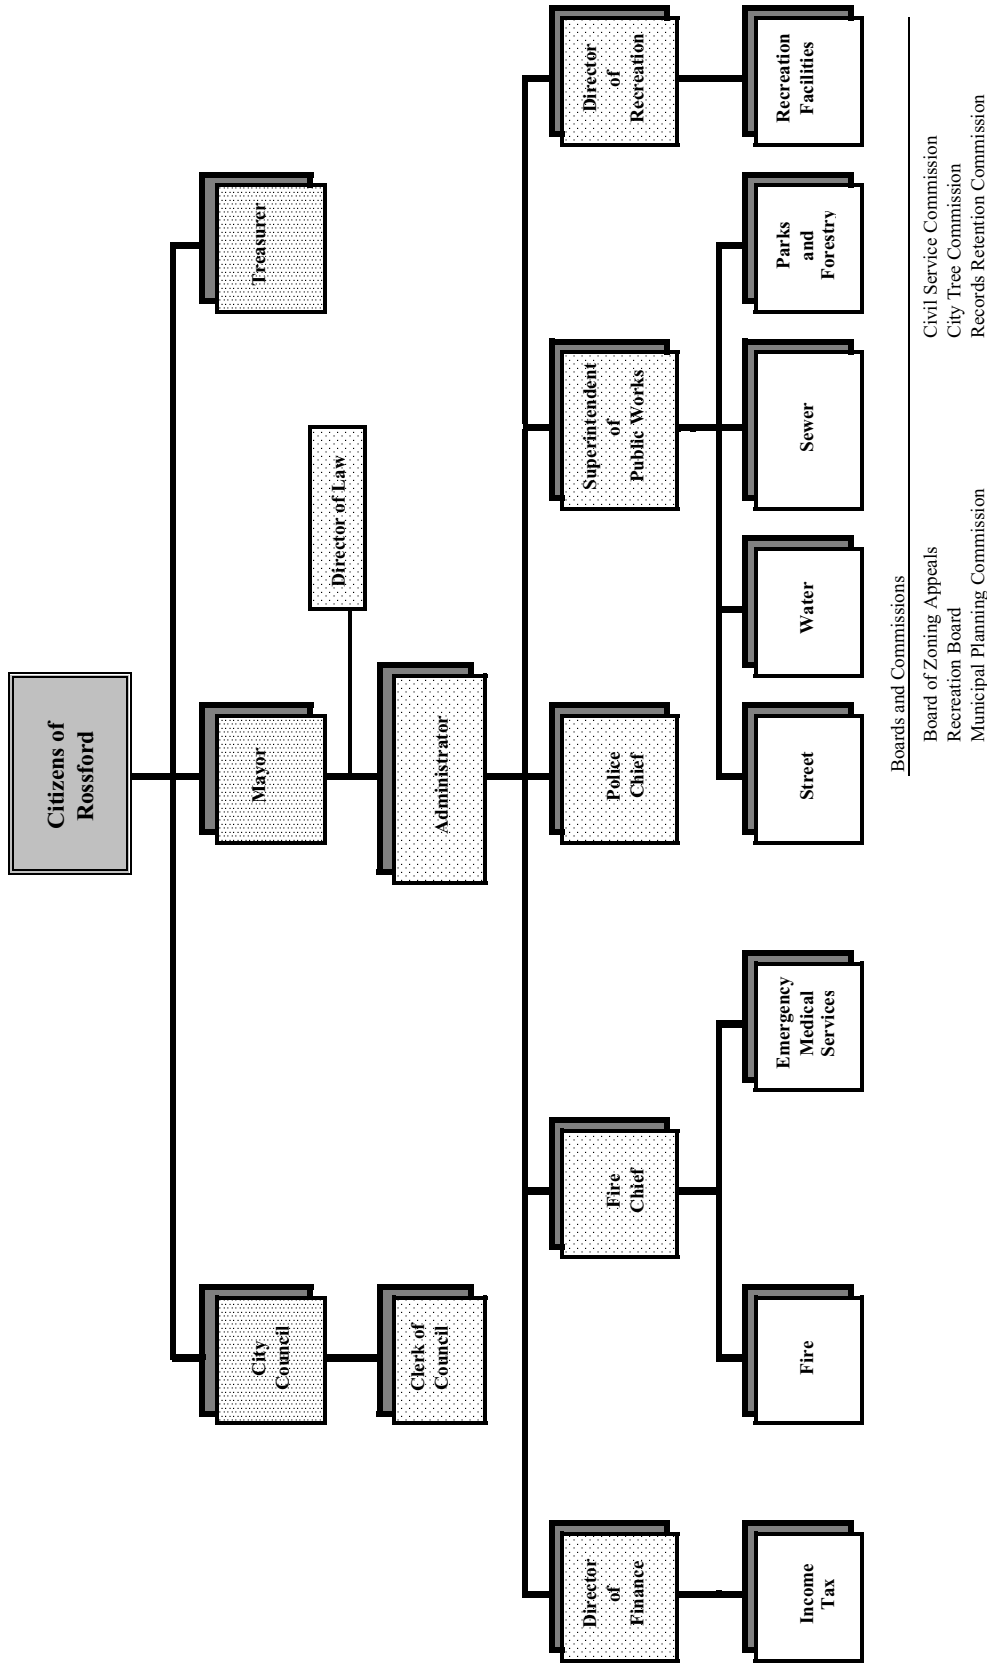 Citizens of
Rossford
City
Council
Mayor
Treasurer
Director of Law
Clerk of
Council
Administrator
Director
of
Finance
Fire
Chief
Police
Chief
Superintendent
of
Public Works
Director
of
Recreation
Income
Tax
Fire
Emergency
Medical
Services
Street
Water
Sewer
Parks
and
Forestry
Recreation
Facilities
Boards and Commissions
Board of Zoning Appeals
Recreation Board
Municipal Planning Commission
Civil Service Commission
City Tree Commission
Records Retention Commission